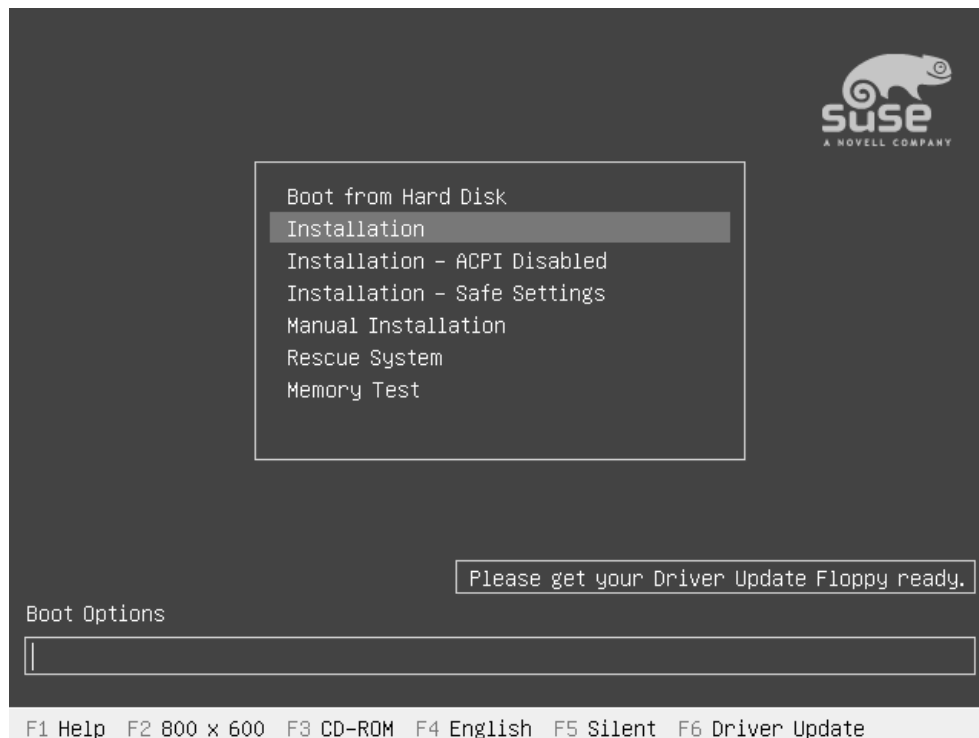 SUSE
A NOVELL COMPANY
Boot from Hard Disk
Installation
Installation - ACPI Disabled
Installation - Safe Settings
Manual Installation
Rescue System
Memory Test
Please get your Driver Update Floppy ready.
Boot Options
F1 Help F2 800 x 600 F3 CD-ROM F4 English F5 Silent F6 Driver Update